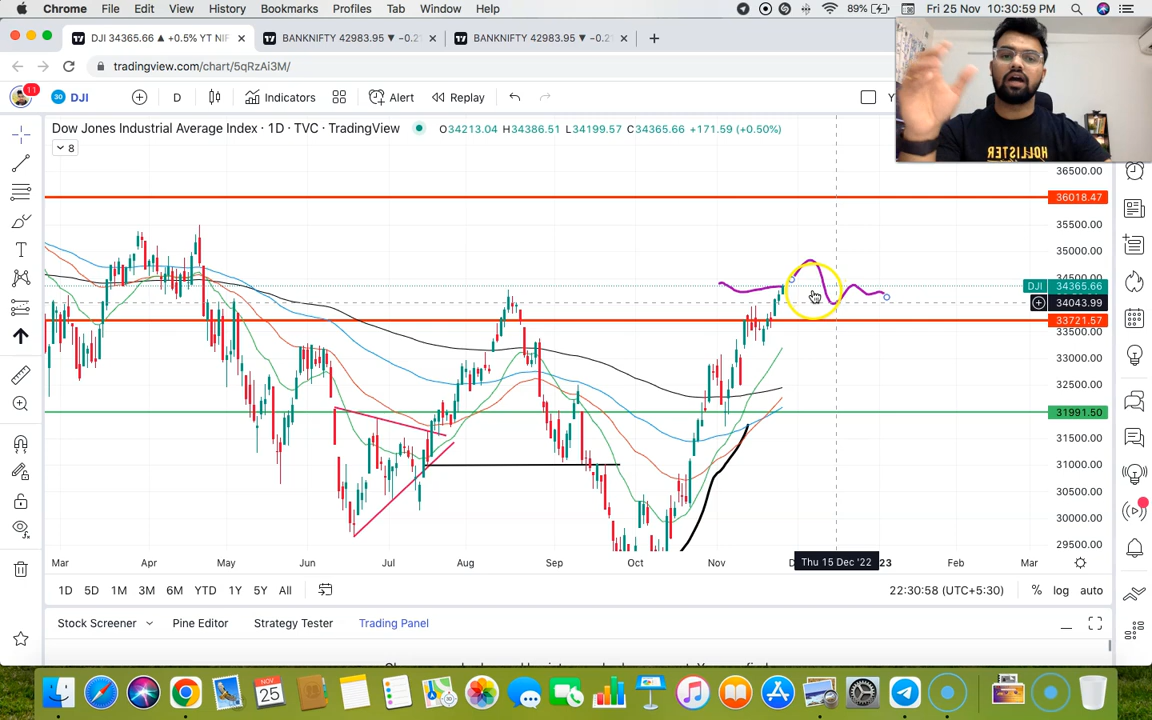 Chrome File Edit View History Bookmarks Profiles Tab Window Help 89% Fri 25 Nov 10:30:59 PM
DJI 34365.66 ▲ +0.5% YT NIF × BANKNIFTY 42983.95 ▼ -0.2 × BANKNIFTY 42983.95 ▼ -0.2 × +
tradingview.com/chart/5qRzAi3M/
11 30 DJI D Indicators Alert Replay Y
Dow Jones Industrial Average Index · 1D · TVC · TradingView O34213.04 H34386.51 L34199.57 C34365.66 +171.59 (+0.50%)
8
HOLLISTER
36500.00
36018.47
35500.00
35000.00
34500.00
DJI 34365.66
34043.99
33721.57
33500.00
33000.00
32500.00
31991.50
31500.00
31000.00
30500.00
30000.00
29500.00
Mar Apr May Jun Jul Aug Sep Oct Nov Thu 15 Dec '22 23 Feb Mar
1D 5D 1M 3M 6M YTD 1Y 5Y All 22:30:58 (UTC+5:30) % log auto
Stock Screener Pine Editor Strategy Tester Trading Panel
NOV
25